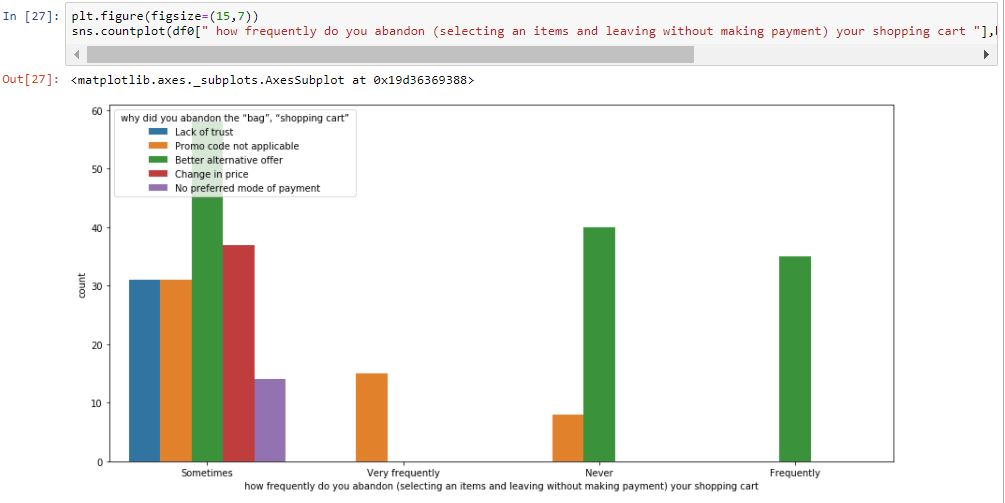 In [27]: plt.figure(figsize=(15,7))
sns.countplot(df0[" how frequently do you abandon (selecting an items and leaving without making payment) your shopping cart "],
Out[27]: <matplotlib.axes._subplots.AxesSubplot at 0x19d36369388>
60
why did you abandon the “bag”, “shopping cart”
Lack of trust
Promo code not applicable
Better alternative offer
Change in price
No preferred mode of payment
50
40
30
20
10
0
count
Sometimes Very frequently Never Frequently
how frequently do you abandon (selecting an items and leaving without making payment) your shopping cart